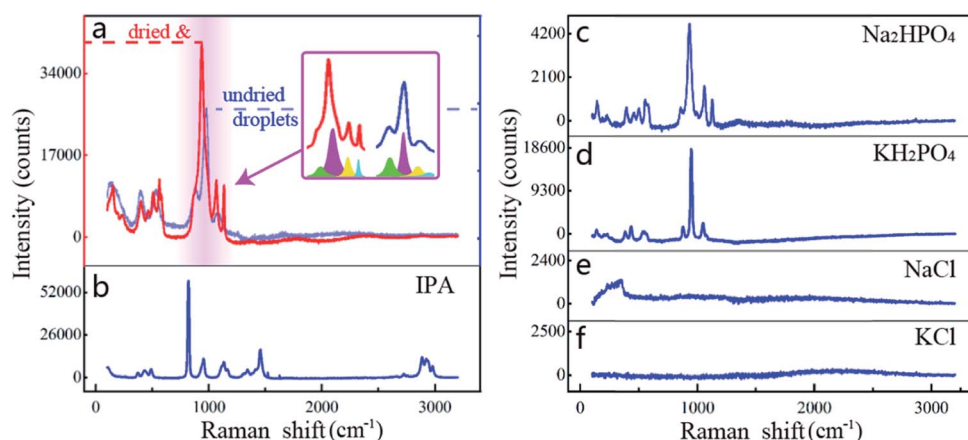 a
dried &
undried
droplets
34000
17000
0
Intensity (counts)
b
IPA
52000
26000
0
0
1000
2000
3000
Raman shift (cm⁻¹)
c
Na₂HPO₄
4200
2100
0
d
KH₂PO₄
18600
9300
0
e
NaCl
2400
0
f
KCl
2500
0
Intensity (counts)
0
1000
2000
3000
Raman shift (cm⁻¹)